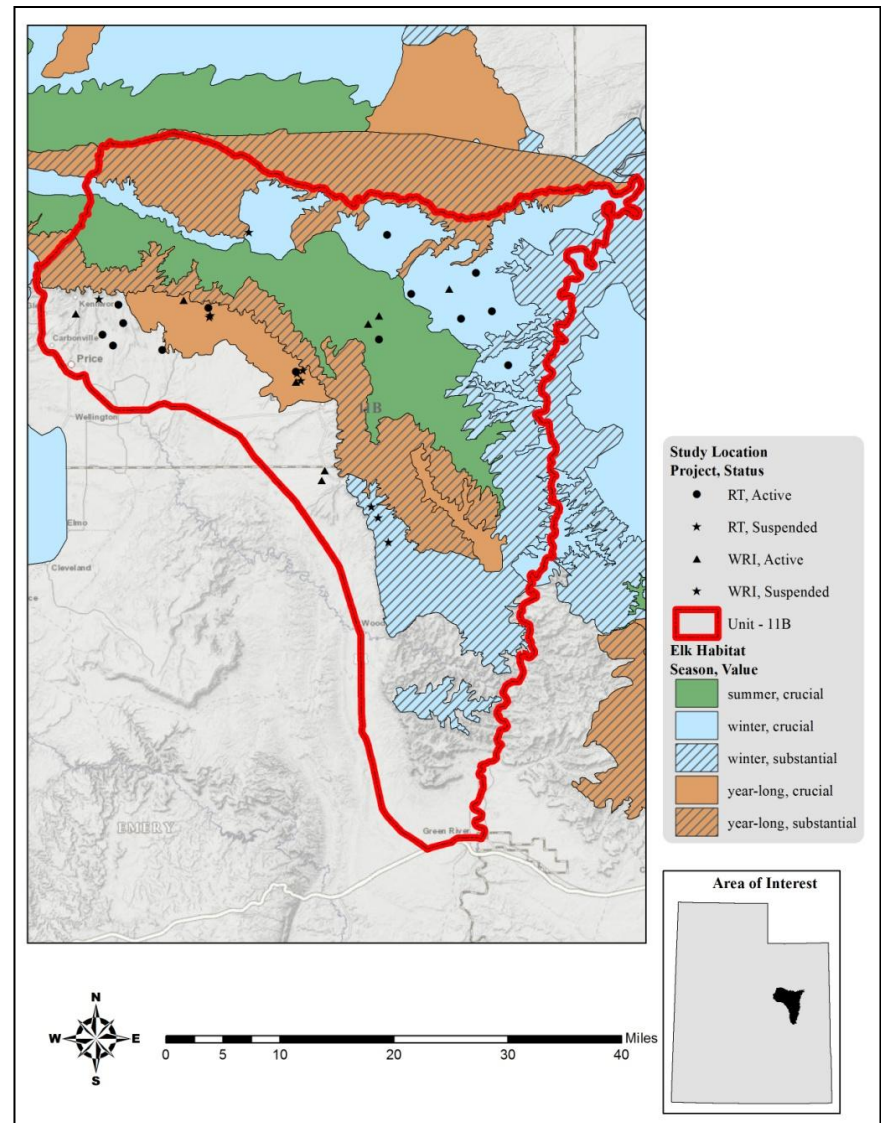 Kenilworth
Carbonville
Price
Wellington
11B
Elmo
Cleveland
Wood
EMERY
Green River
Study Location
Project, Status
RT, Active
RT, Suspended
WRI, Active
WRI, Suspended
Unit - 11B
Elk Habitat
Season, Value
summer, crucial
winter, crucial
winter, substantial
year-long, crucial
year-long, substantial
Area of Interest
N
W E
S
Miles
0 5 10 20 30 40